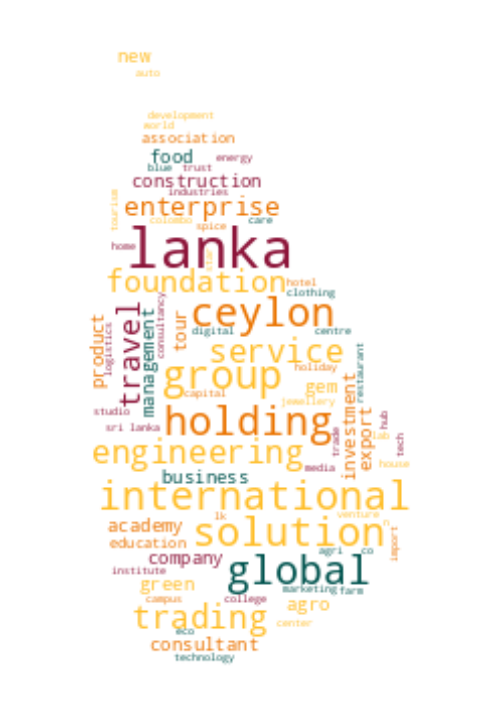 new
auto
development
world
association
food
energy
blue
trust
construction
industries
tourism
enterprise
colombo
care
spice
lanka
home
star
foundation
hotel
clothing
ceylon
travel
consultancy
management
product
logistics
tour
digital
centre
service
restaurant
group
holiday
gem
capital
jewellery
investment
studio
holding
export
hub
sri lanka
trade
lab
tech
engineering
house
media
business
international
lk
venture
academy
solution
n
education
import
company
agri
co
institute
global
green
marketing
farm
campus
college
agro
trading
center
eco
consultant
technology